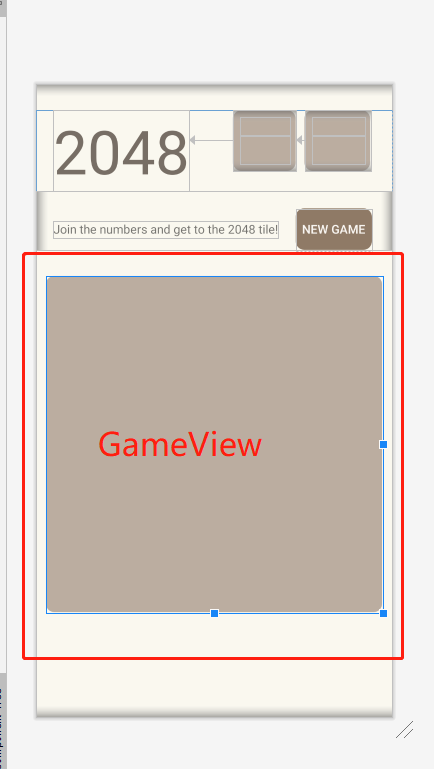 2048
Join the numbers and get to the 2048 tile!
NEW GAME
GameView